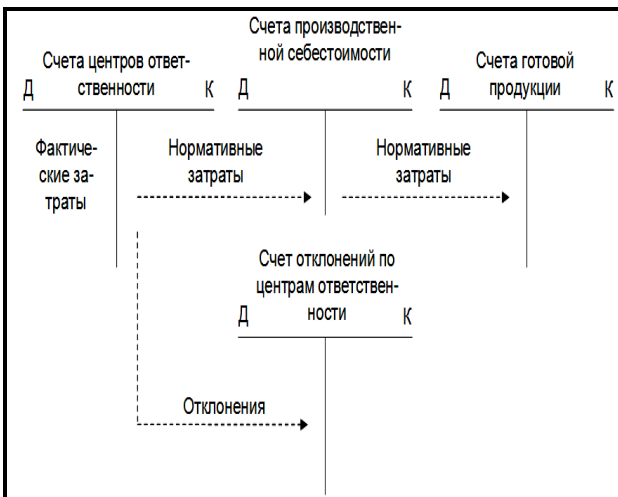 Счета центров ответ-
ственности
Д К
Счета производствен-
ной себестоимости
Д К
Счета готовой
продукции
Д К
Фактиче-
ские за-
траты
Нормативные
затраты
Нормативные
затраты
Счет отклонений по
центрам ответствен-
ности
Д К
Отклонения